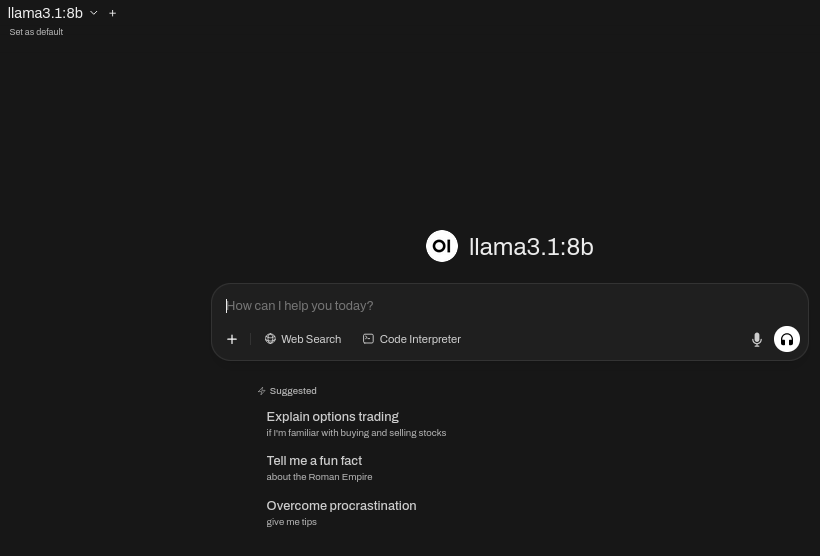 llama3.1:8b
Set as default
OI llama3.1:8b
How can I help you today?
Web Search Code Interpreter
Suggested
Explain options trading
if I'm familiar with buying and selling stocks
Tell me a fun fact
about the Roman Empire
Overcome procrastination
give me tips